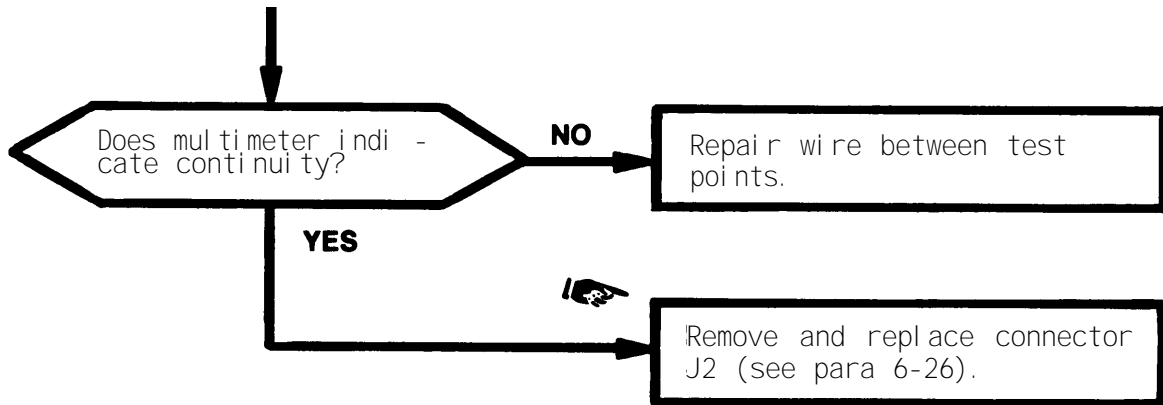 Does multimeter indi -
cate continuity?
NO
Repair wire between test
points.
YES
Remove and replace connector
J2 (see para 6-26).